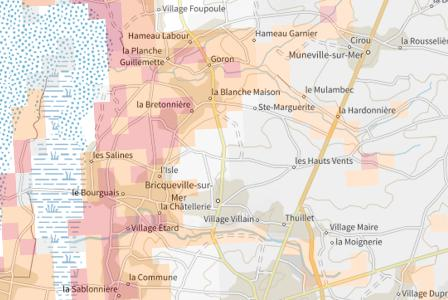 Village Foupoule
Hameau Labour
Hameau Garnier
Cirou
la Rousselière
la Planche
Guillemette
Goron
Muneville-sur-Mer
la Blanche Maison
le Mulambec
la Bretonnière
Ste-Marguerite
la Hardonnière
les Salines
l'Isle
les Hauts Vents
le Bourguais
Bricqueville-sur-
Mer
la Châtellerie
Village Villain
Thuillet
Village Étard
Village Maire
la Moignerie
la Commune
la Sablonnière
Village Dupr